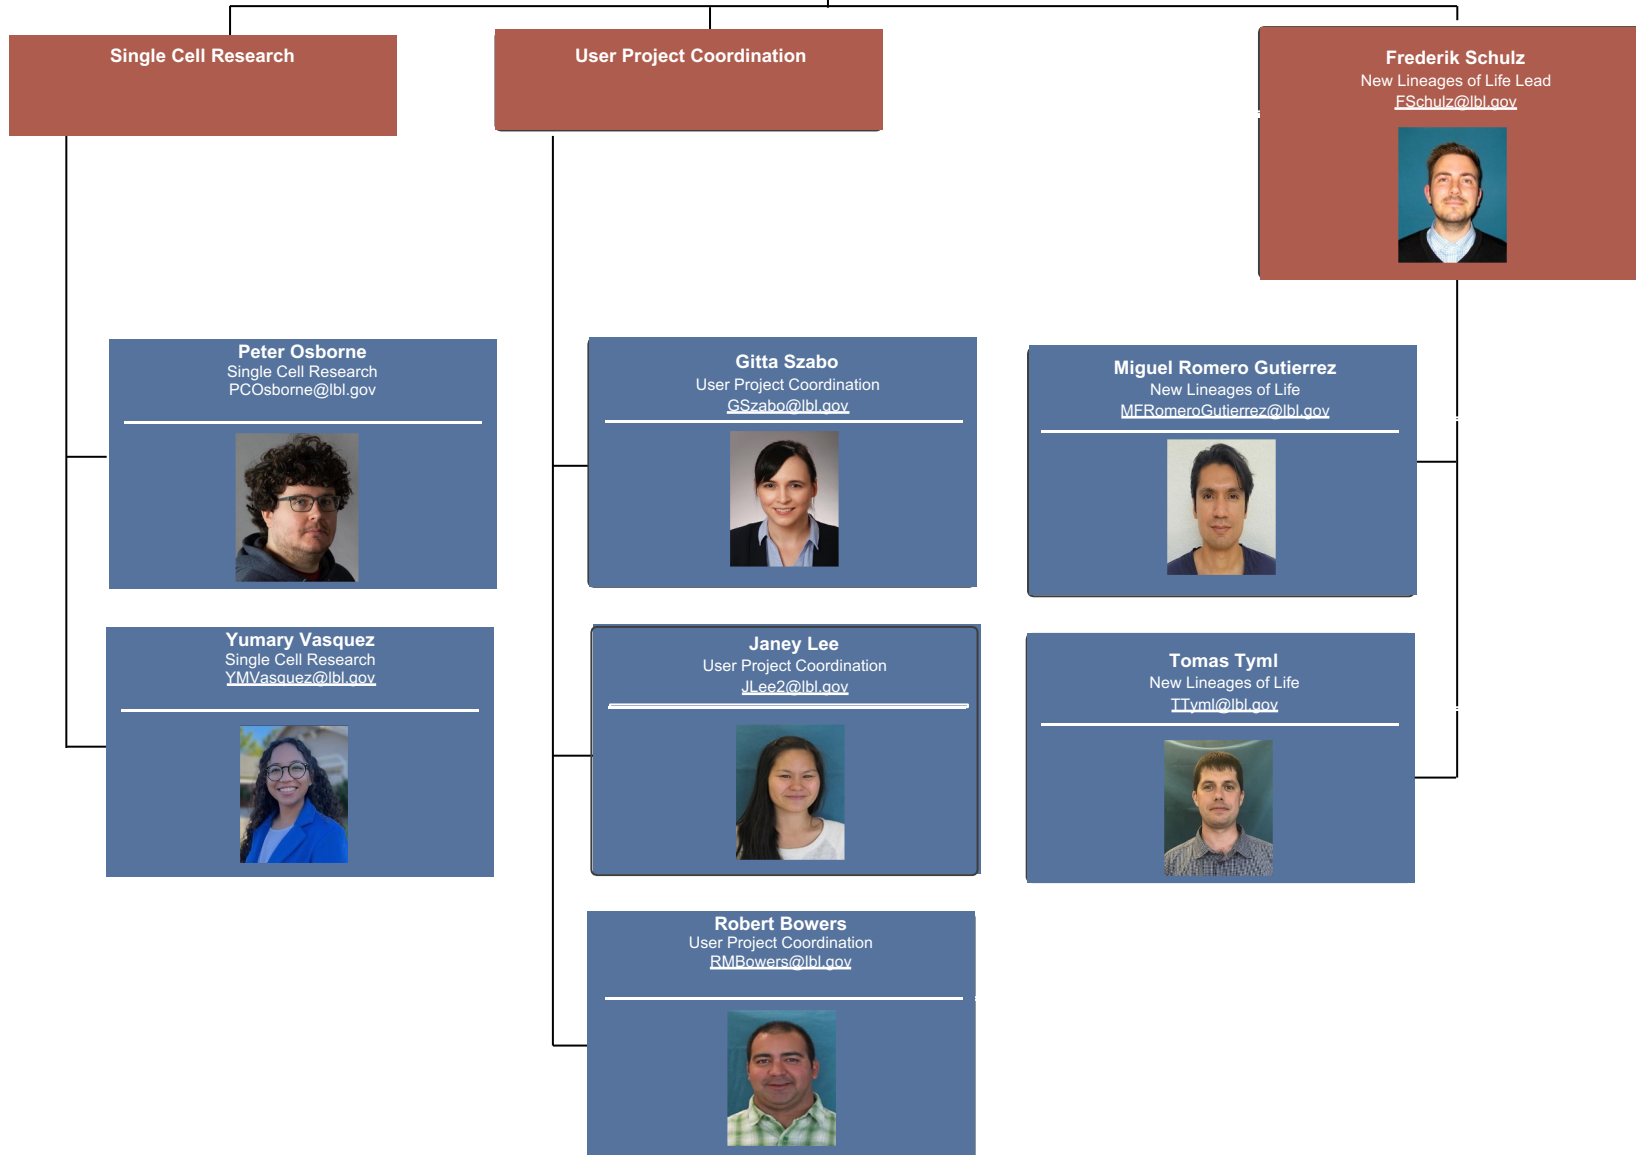 Single Cell Research
User Project Coordination
Frederik Schulz
New Lineages of Life Lead
FSchulz@lbl.gov
Peter Osborne
Single Cell Research
PCOsborne@lbl.gov
Gitta Szabo
User Project Coordination
GSzabo@lbl.gov
Miguel Romero Gutierrez
New Lineages of Life
MFRomeroGutierrez@lbl.gov
Yumary Vasquez
Single Cell Research
YMVasquez@lbl.gov
Janey Lee
User Project Coordination
JLee2@lbl.gov
Tomas Tyml
New Lineages of Life
TTyml@lbl.gov
Robert Bowers
User Project Coordination
RMBowers@lbl.gov